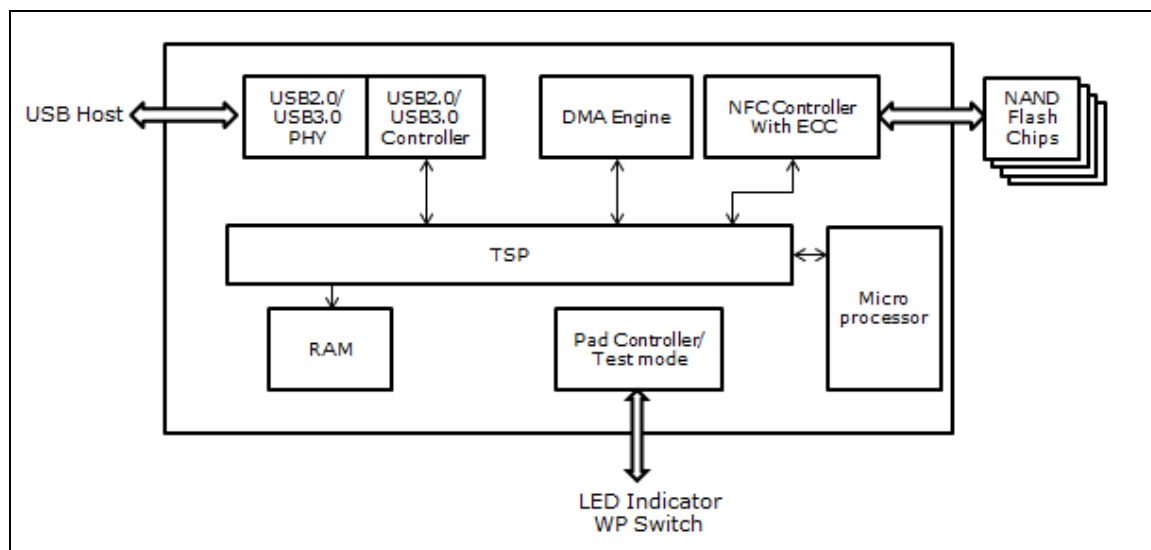 USB Host
USB2.0/
USB3.0
PHY
USB2.0/
USB3.0
Controller
DMA Engine
NFC Controller
With ECC
NAND
Flash
Chips
TSP
Micro
processor
RAM
Pad Controller/
Test mode
LED Indicator
WP Switch